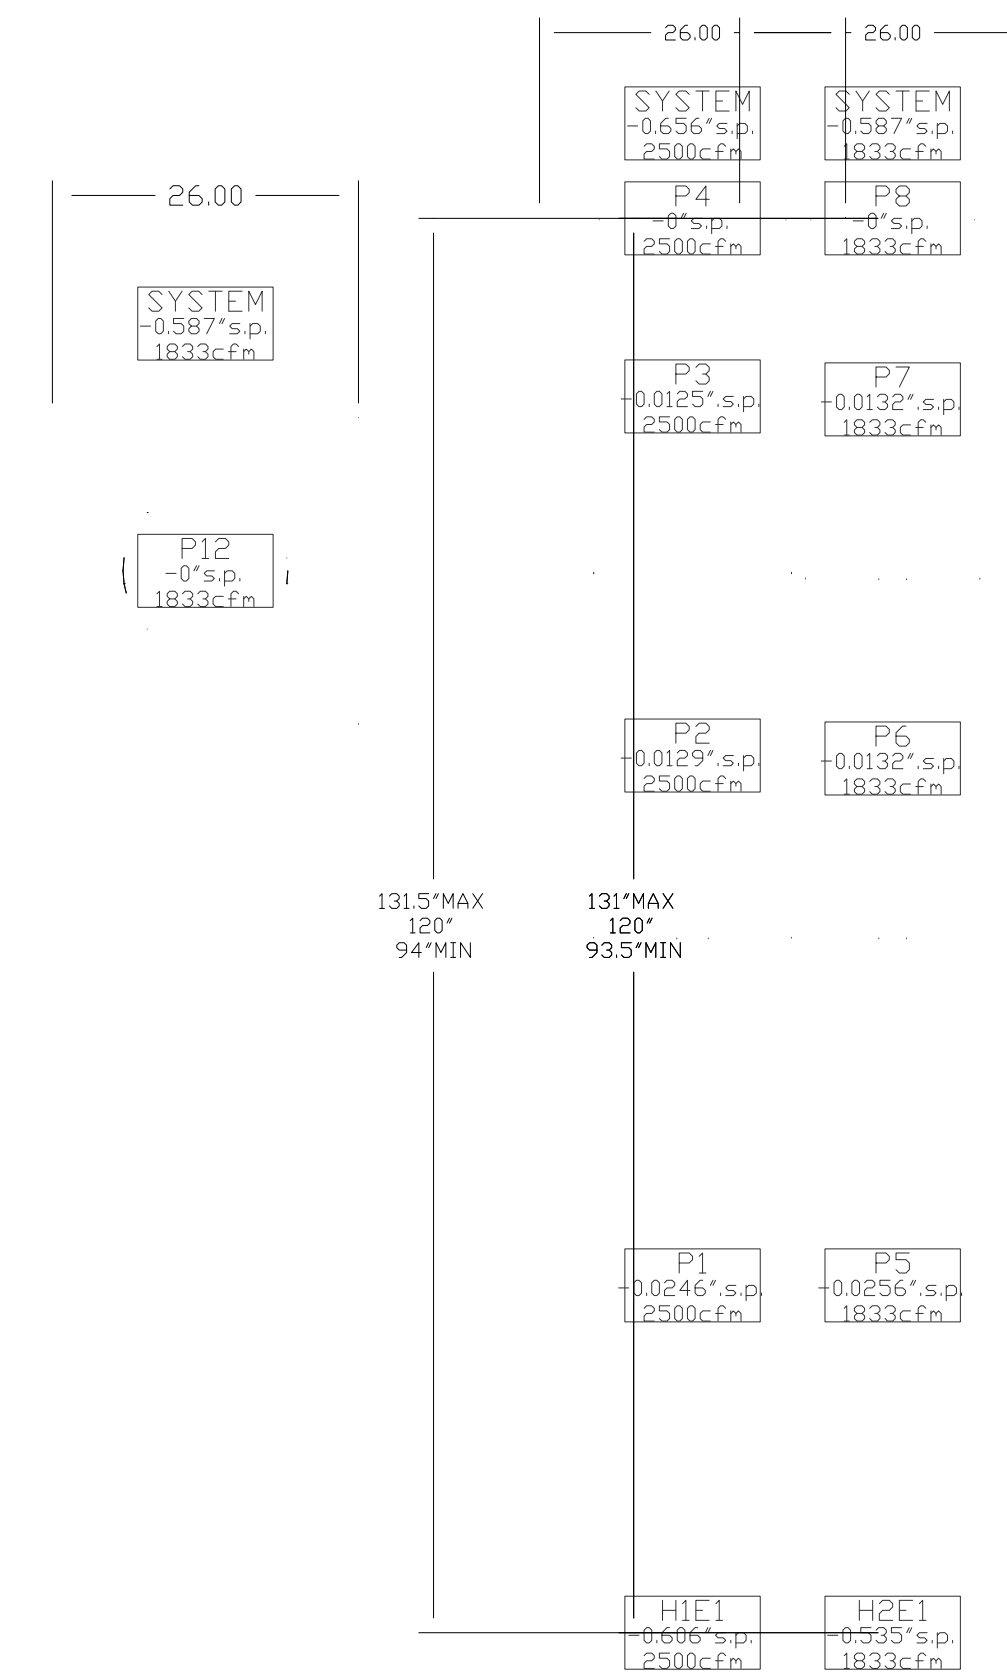 26.00
26.00
SYSTEM
-0.656"s.p.
2500cfm
SYSTEM
-0.587"s.p.
1833cfm
P4
-0"s.p.
2500cfm
P8
-0"s.p.
1833cfm
26.00
SYSTEM
-0.587"s.p.
1833cfm
P3
-0.0125".s.p.
2500cfm
P7
-0.0132".s.p.
1833cfm
P12
-0"s.p.
1833cfm
P2
-0.0129".s.p.
2500cfm
P6
-0.0132".s.p.
1833cfm
131.5"MAX
120"
94"MIN
131"MAX
120"
93.5"MIN
P1
-0.0246".s.p.
2500cfm
P5
-0.0256".s.p.
1833cfm
H1E1
-0.606"s.p.
2500cfm
H2E1
-0.535"s.p.
1833cfm